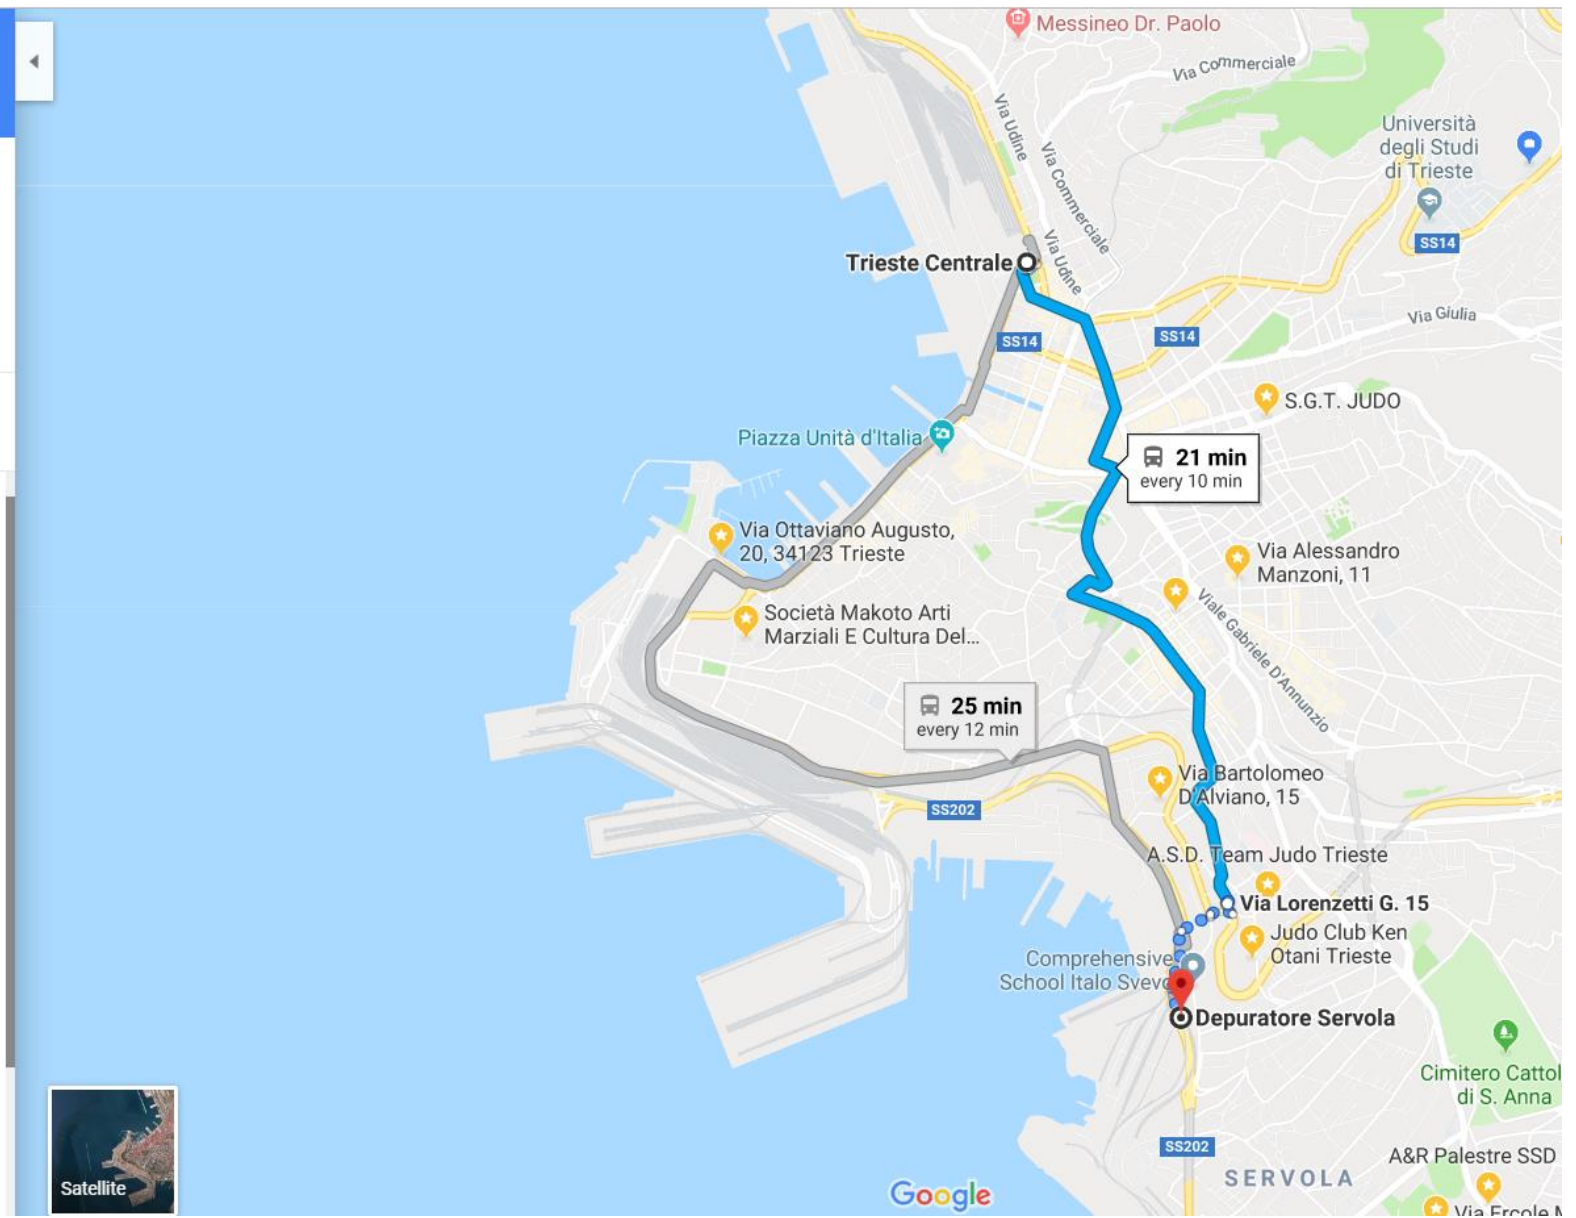 Messineo Dr. Paolo
Via Commerciale
Via Udine
Via Commerciale
Università
degli Studi
di Trieste
SS14
Via Udine
Trieste Centrale
SS14
SS14
Via Giulia
S.G.T. JUDO
Piazza Unità d'Italia
21 min
every 10 min
Via Ottaviano Augusto,
20, 34123 Trieste
Via Alessandro
Manzoni, 11
Viale Gabriele D'Annunzio
Società Makoto Arti
Marziali E Cultura Del...
25 min
every 12 min
Via Bartolomeo
D'Alviano, 15
SS202
A.S.D. Team Judo Trieste
Via Lorenzetti G. 15
Judo Club Ken
Otani Trieste
Comprehensive
School Italo Svevo
Depuratore Servola
Cimitero Cattol
di S. Anna
SS202
A&R Palestre SSD
SERVOLA
Satellite
Google
Via Ercole M